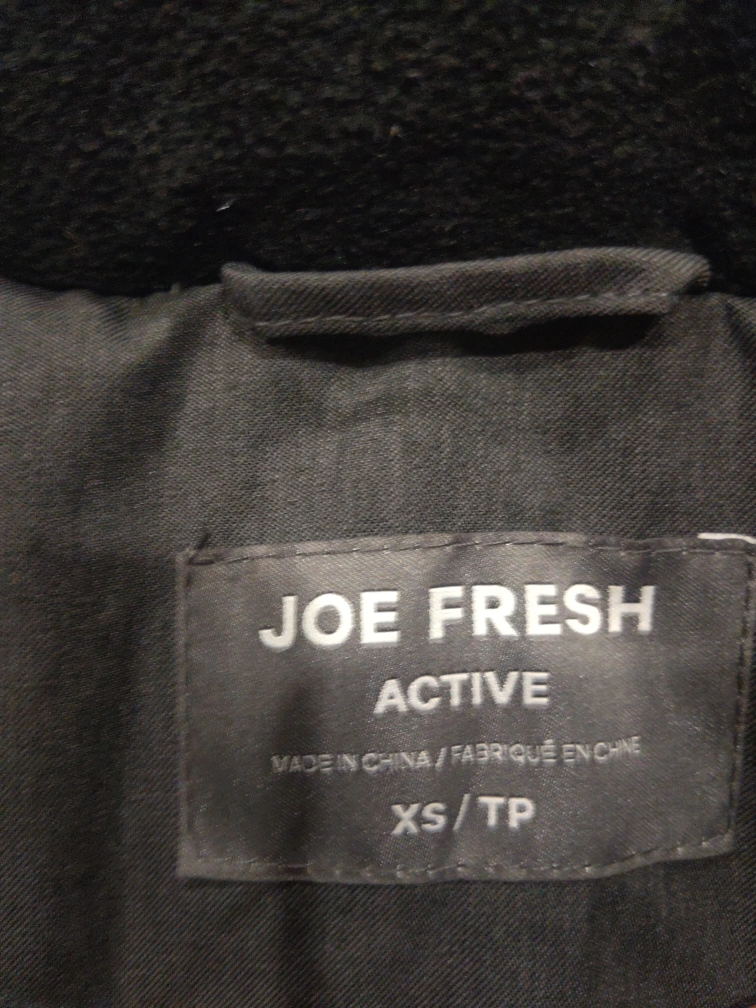 JOE FRESH
ACTIVE
MADE IN CHINA / FABRIQUÉ EN CHINE
XS / TP